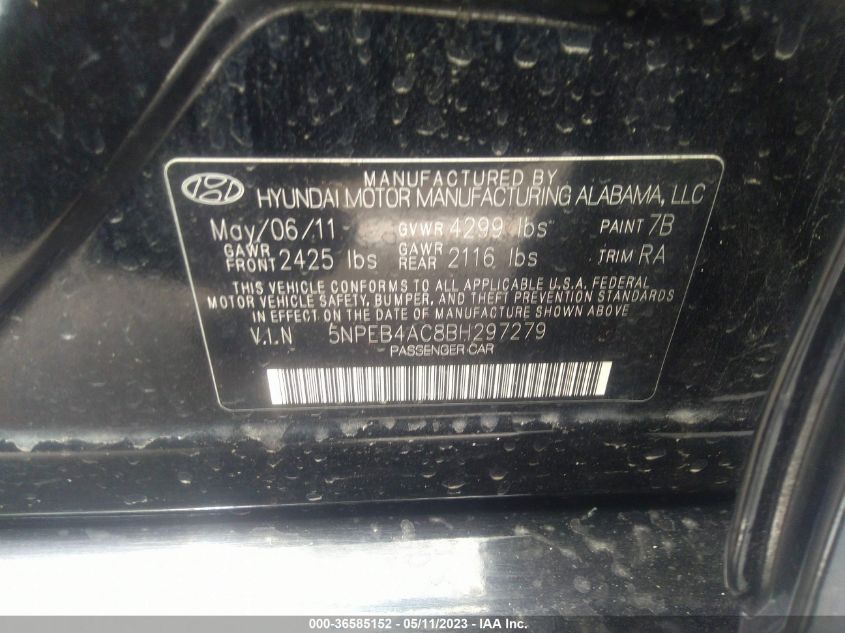 MANUFACTURED BY
HYUNDAI MOTOR MANUFACTURING ALABAMA, LLC
May/06/11 GVWR 4299 lbs PAINT 7B
GAWR FRONT 2425 lbs GAWR REAR 2116 lbs TRIM RA
THIS VEHICLE CONFORMS TO ALL APPLICABLE U.S.A. FEDERAL
MOTOR VEHICLE SAFETY, BUMPER, AND THEFT PREVENTION STANDARDS
IN EFFECT ON THE DATE OF MANUFACTURE SHOWN ABOVE
V.I.N 5NPEB4AC8BH297279
PASSENGER CAR
000-36585152 - 05/11/2023 - Copyright © IAA, Inc.